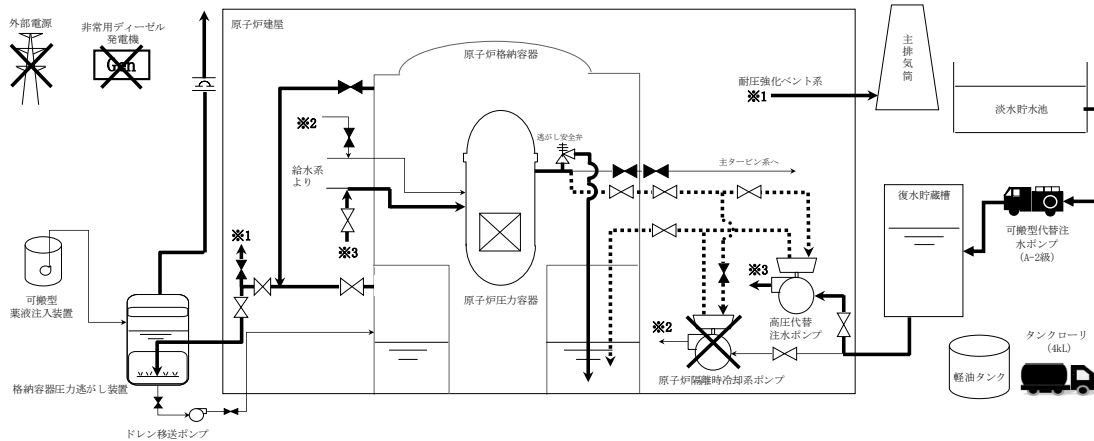 外部電源
非常用ディーゼル
発電機
Gen
原子炉建屋
原子炉格納容器
※2
給水系
より
※3
逃がし安全弁
主タービン系へ
耐圧強化ベント系
※1
主排気筒
淡水貯水池
復水貯蔵槽
可搬型代替注
水ポンプ
(A-2級)
※1
可搬型
薬液注入装置
原子炉圧力容器
※3
高圧代替
注水ポンプ
※2
原子炉隔離時冷却系ポンプ
格納容器圧力逃がし装置
ドレン移送ポンプ
タンクローリ
(4kL)
軽油タンク